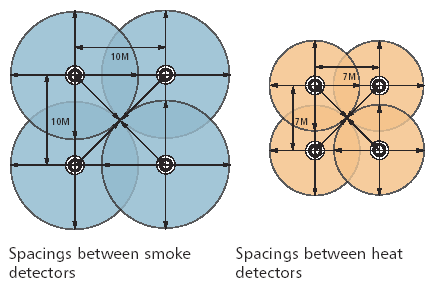 10M
10M
7M
7M
Spacings between smoke
detectors
Spacings between heat
detectors